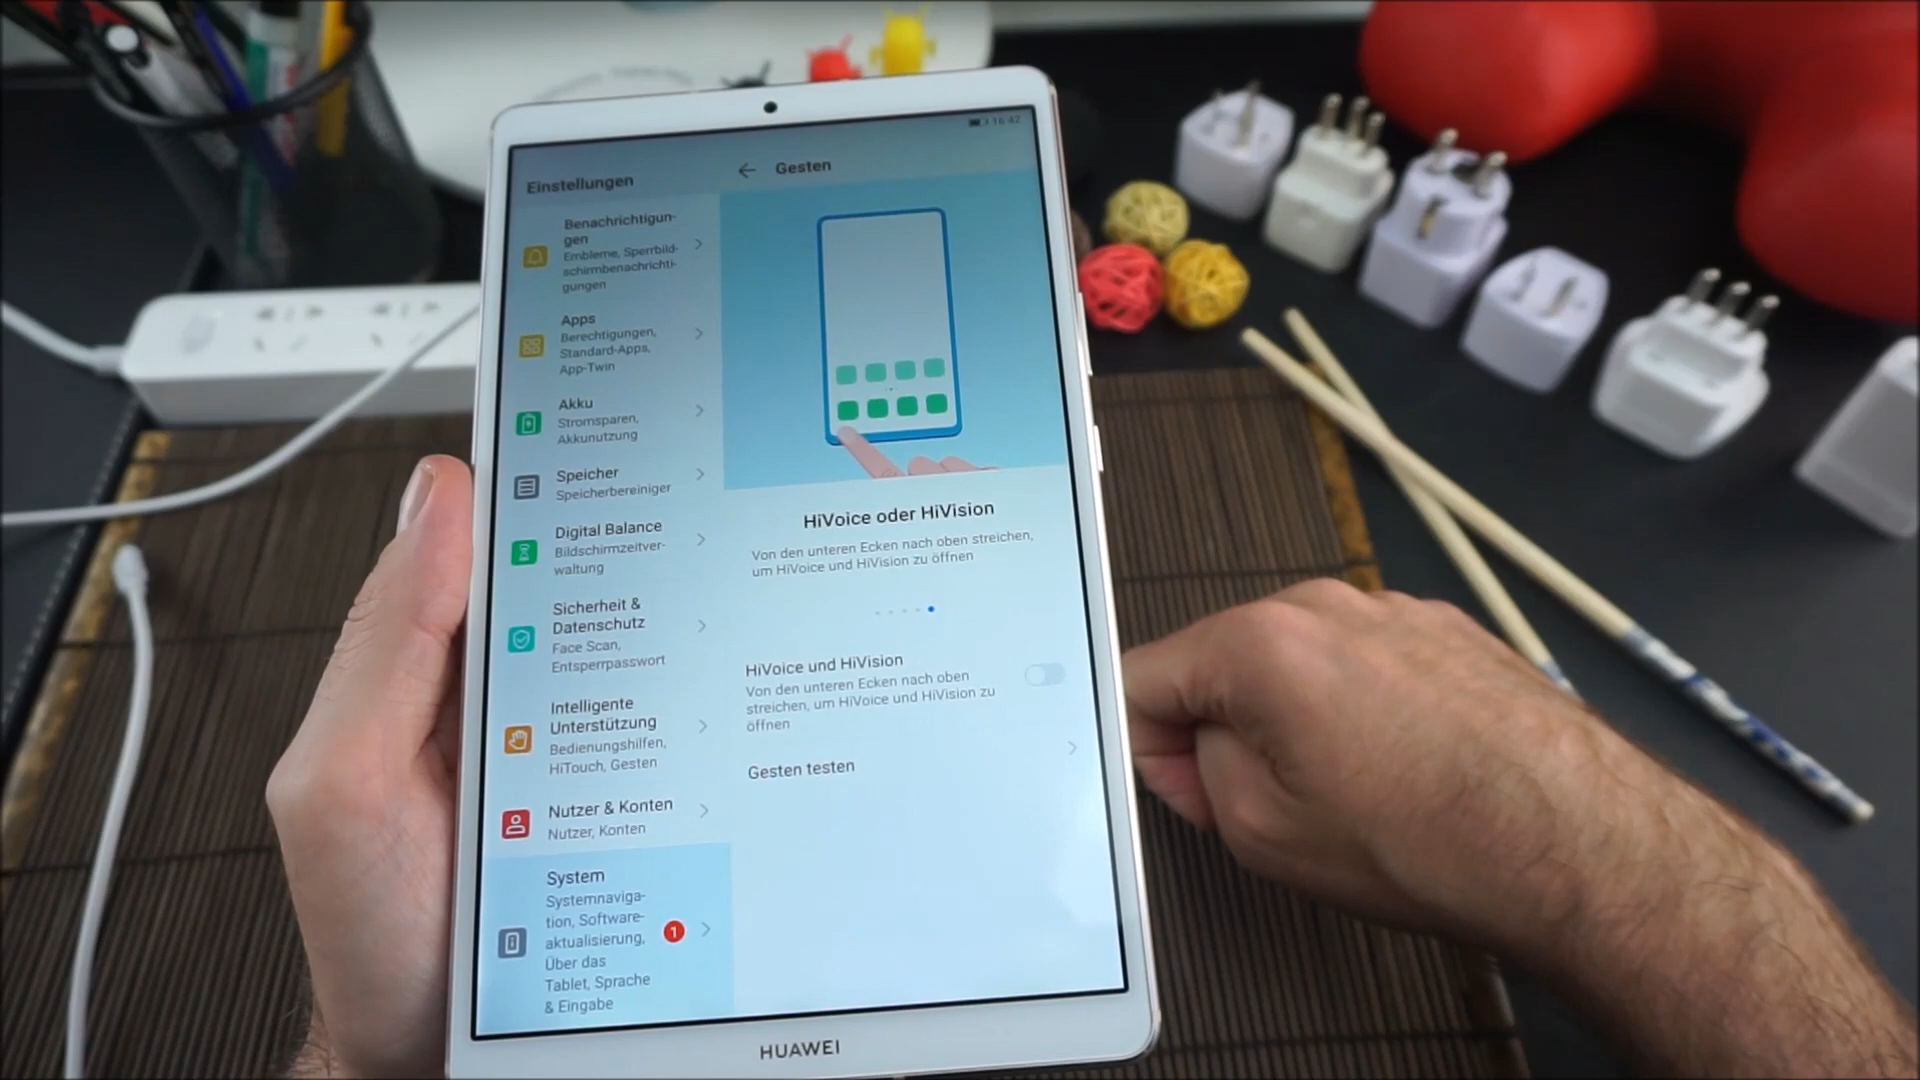 16:42
Einstellungen
Benachrichtigun-
gen
Embleme, Sperrbild-
schirmbenachrichti-
gungen
Apps
Berechtigungen,
Standard-Apps,
App-Twin
Akku
Stromsparen,
Akkunutzung
Speicher
Speicherbereiniger
Digital Balance
Bildschirmzeitver-
waltung
Sicherheit &
Datenschutz
Face Scan,
Entsperrpasswort
Intelligente
Unterstützung
Bedienungshilfen,
HiTouch, Gesten
Nutzer & Konten
Nutzer, Konten
System
Systemnaviga-
tion, Software-
aktualisierung,
Über das
Tablet, Sprache
& Eingabe
1
Gesten
HiVoice oder HiVision
Von den unteren Ecken nach oben streichen,
um HiVoice und HiVision zu öffnen
HiVoice und HiVision
Von den unteren Ecken nach oben
streichen, um HiVoice und HiVision zu
öffnen
Gesten testen
HUAWEI